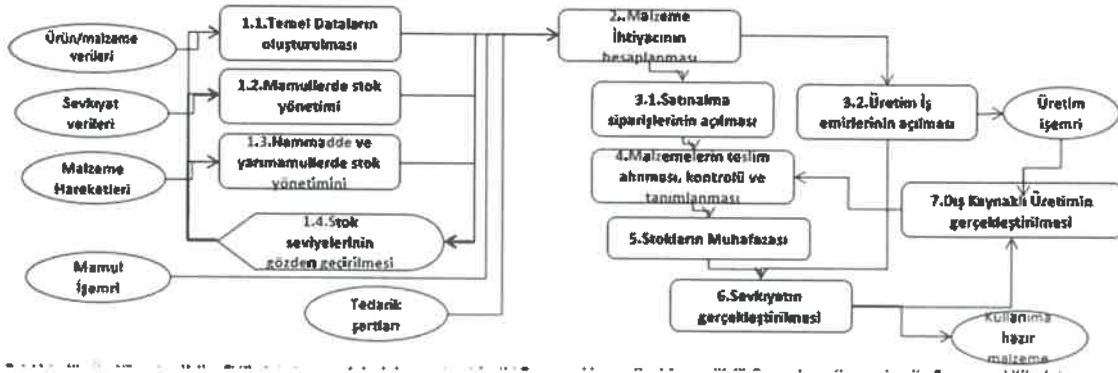 Ürün/malzeme
verileri
Sevkıyat
verileri
Malzeme
Hareketleri
Mamul
İşemri
1.1.Temel Dataların
oluşturulması
1.2.Mamullerde stok
yönetimi
1.3.Hammadde ve
yarımamullerde stok
yönetimini
1.4.Stok
seviyelerinin
gözden geçirilmesi
Tedarik
şartları
2.Malzeme
İhtiyacının
hesaplanması
3.1.Satınalma
siparişlerinin açılması
3.2.Üretim İş
emirlerinin açılması
Üretim
işemri
4.Malzemelerin teslim
alınması, kontrolü ve
tanımlanması
5.Stokların Muhafazası
6.Sevkıyatın
gerçekleştirilmesi
7.Dış Kaynaklı Üretimin
gerçekleştirilmesi
Kullanıma
hazır
malzeme